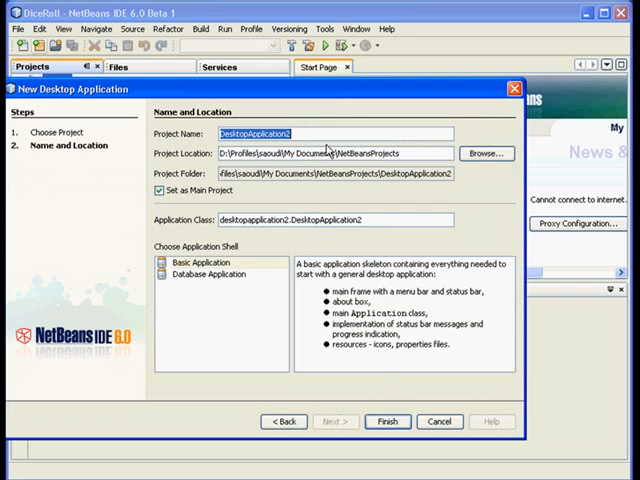 DiceRoll - NetBeans IDE 6.0 Beta 1
File Edit View Navigate Source Refactor Build Run Profile Versioning Tools Window Help
Projects Files Services Start Page
New Desktop Application
Steps
1. Choose Project
2. Name and Location
Name and Location
Project Name: DesktopApplication2
Project Location: D:\Profiles\saoudi\My Documents\NetBeansProjects Browse...
Project Folder: files\saoudi\My Documents\NetBeansProjects\DesktopApplication2
Set as Main Project
Application Class: desktopapplication2.DesktopApplication2
Choose Application Shell
Basic Application
Database Application
A basic application skeleton containing everything needed to
start with a general desktop application:
main frame with a menu bar and status bar,
about box,
main Application class,
implementation of status bar messages and
progress indication,
resources - icons, properties files.
NetBeans IDE 6.0
< Back Next > Finish Cancel Help
ns
My
News &
Cannot connect to internet.
Proxy Configuration...